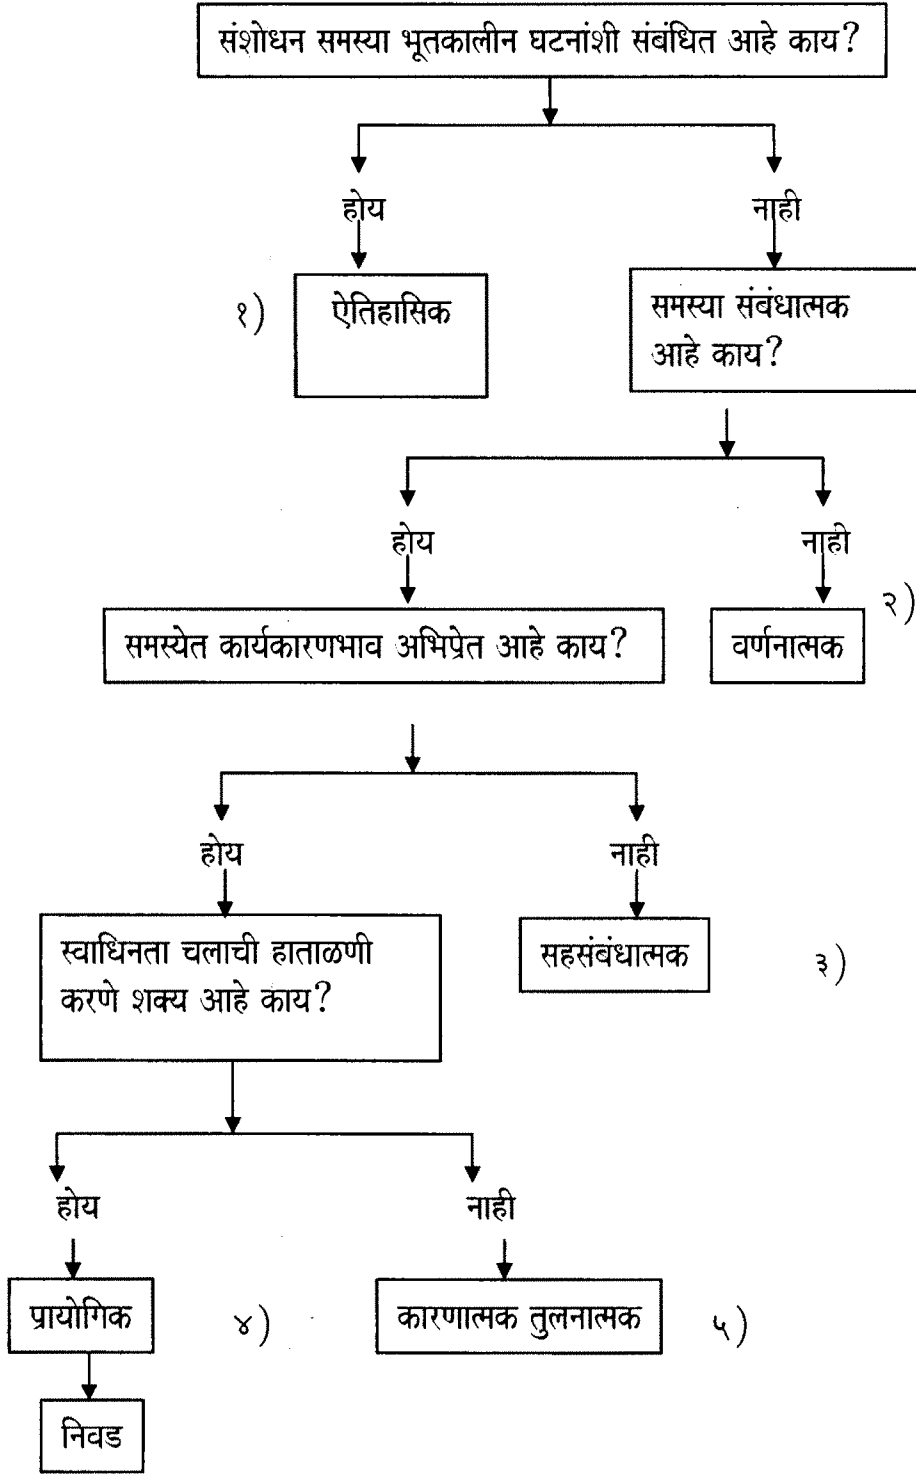 संशोधन समस्या भूतकालीन घटनांशी संबंधित आहे काय?
होय
नाही
१)
ऐतिहासिक
समस्या संबंधात्मक
आहे काय?
होय
नाही
समस्येत कार्यकारणभाव अभिप्रेत आहे काय?
वर्णनात्मक
२)
होय
नाही
स्वाधिनता चलाची हाताळणी
करणे शक्य आहे काय?
सहसंबंधात्मक
३)
होय
नाही
प्रायोगिक
४)
कारणात्मक तुलनात्मक
५)
निवड